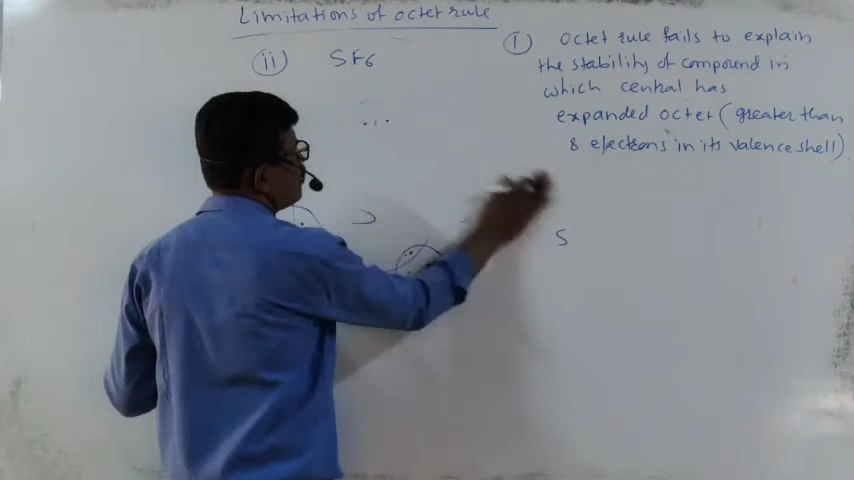 Limitations of octet rule
(ii) SF6
(I) Octet rule fails to explain
the stability of compound in
which central has
expanded octet (greater than
8 electrons in its valence shell)
S